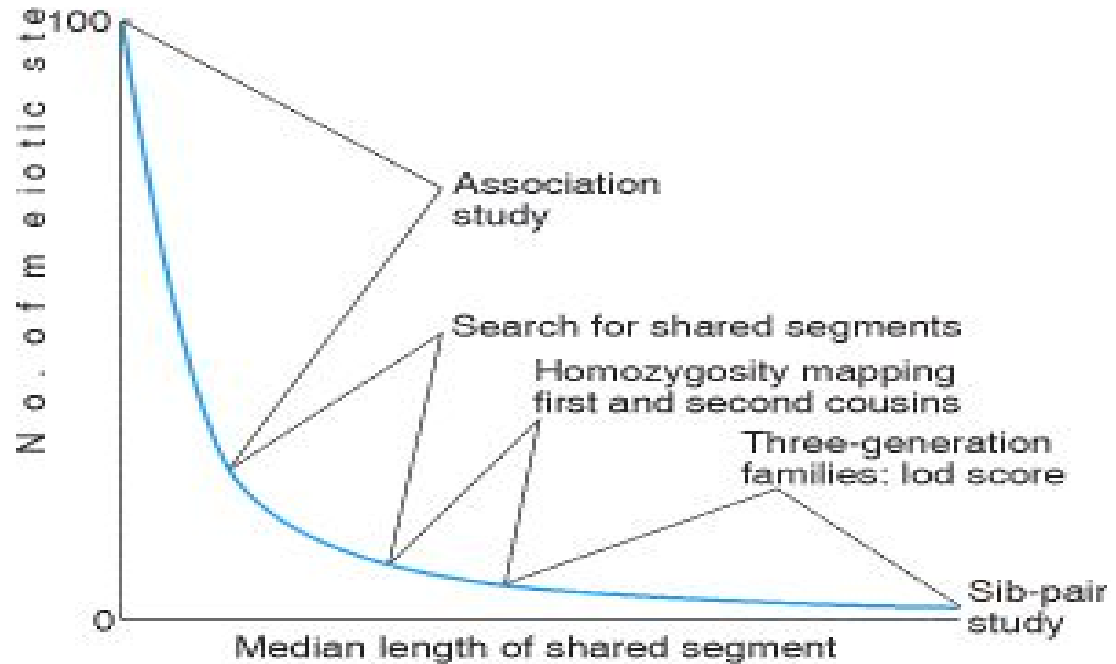 No. of meiotic ste
100
Association
study
Search for shared segments
Homozygosity mapping
first and second cousins
Three-generation
families: lod score
Sib-pair
study
0
Median length of shared segment